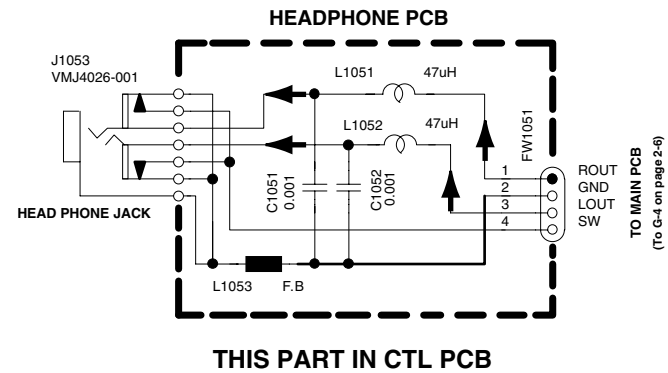 HEADPHONE PCB
J1053
VMJ4026-001
L1051 47uH
L1052 47uH
FW1051
C1051
0.001
C1052
0.001
1 ROUT
2 GND
3 LOUT
4 SW
TO MAIN PCB
(To G-4 on page 2-6)
HEAD PHONE JACK
L1053 F.B
THIS PART IN CTL PCB